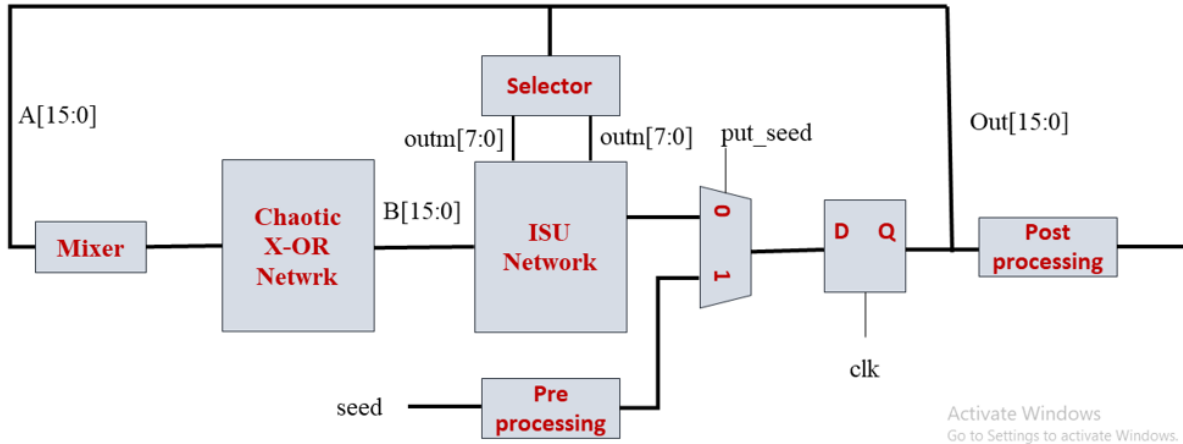 Selector
A[15:0]
outm[7:0]
outn[7:0]
put_seed
Out[15:0]
Mixer
Chaotic
X-OR
Netwrk
B[15:0]
ISU
Network
0
1
D
Q
Post
processing
clk
seed
Pre
processing
Activate Windows
Go to Settings to activate Windows.